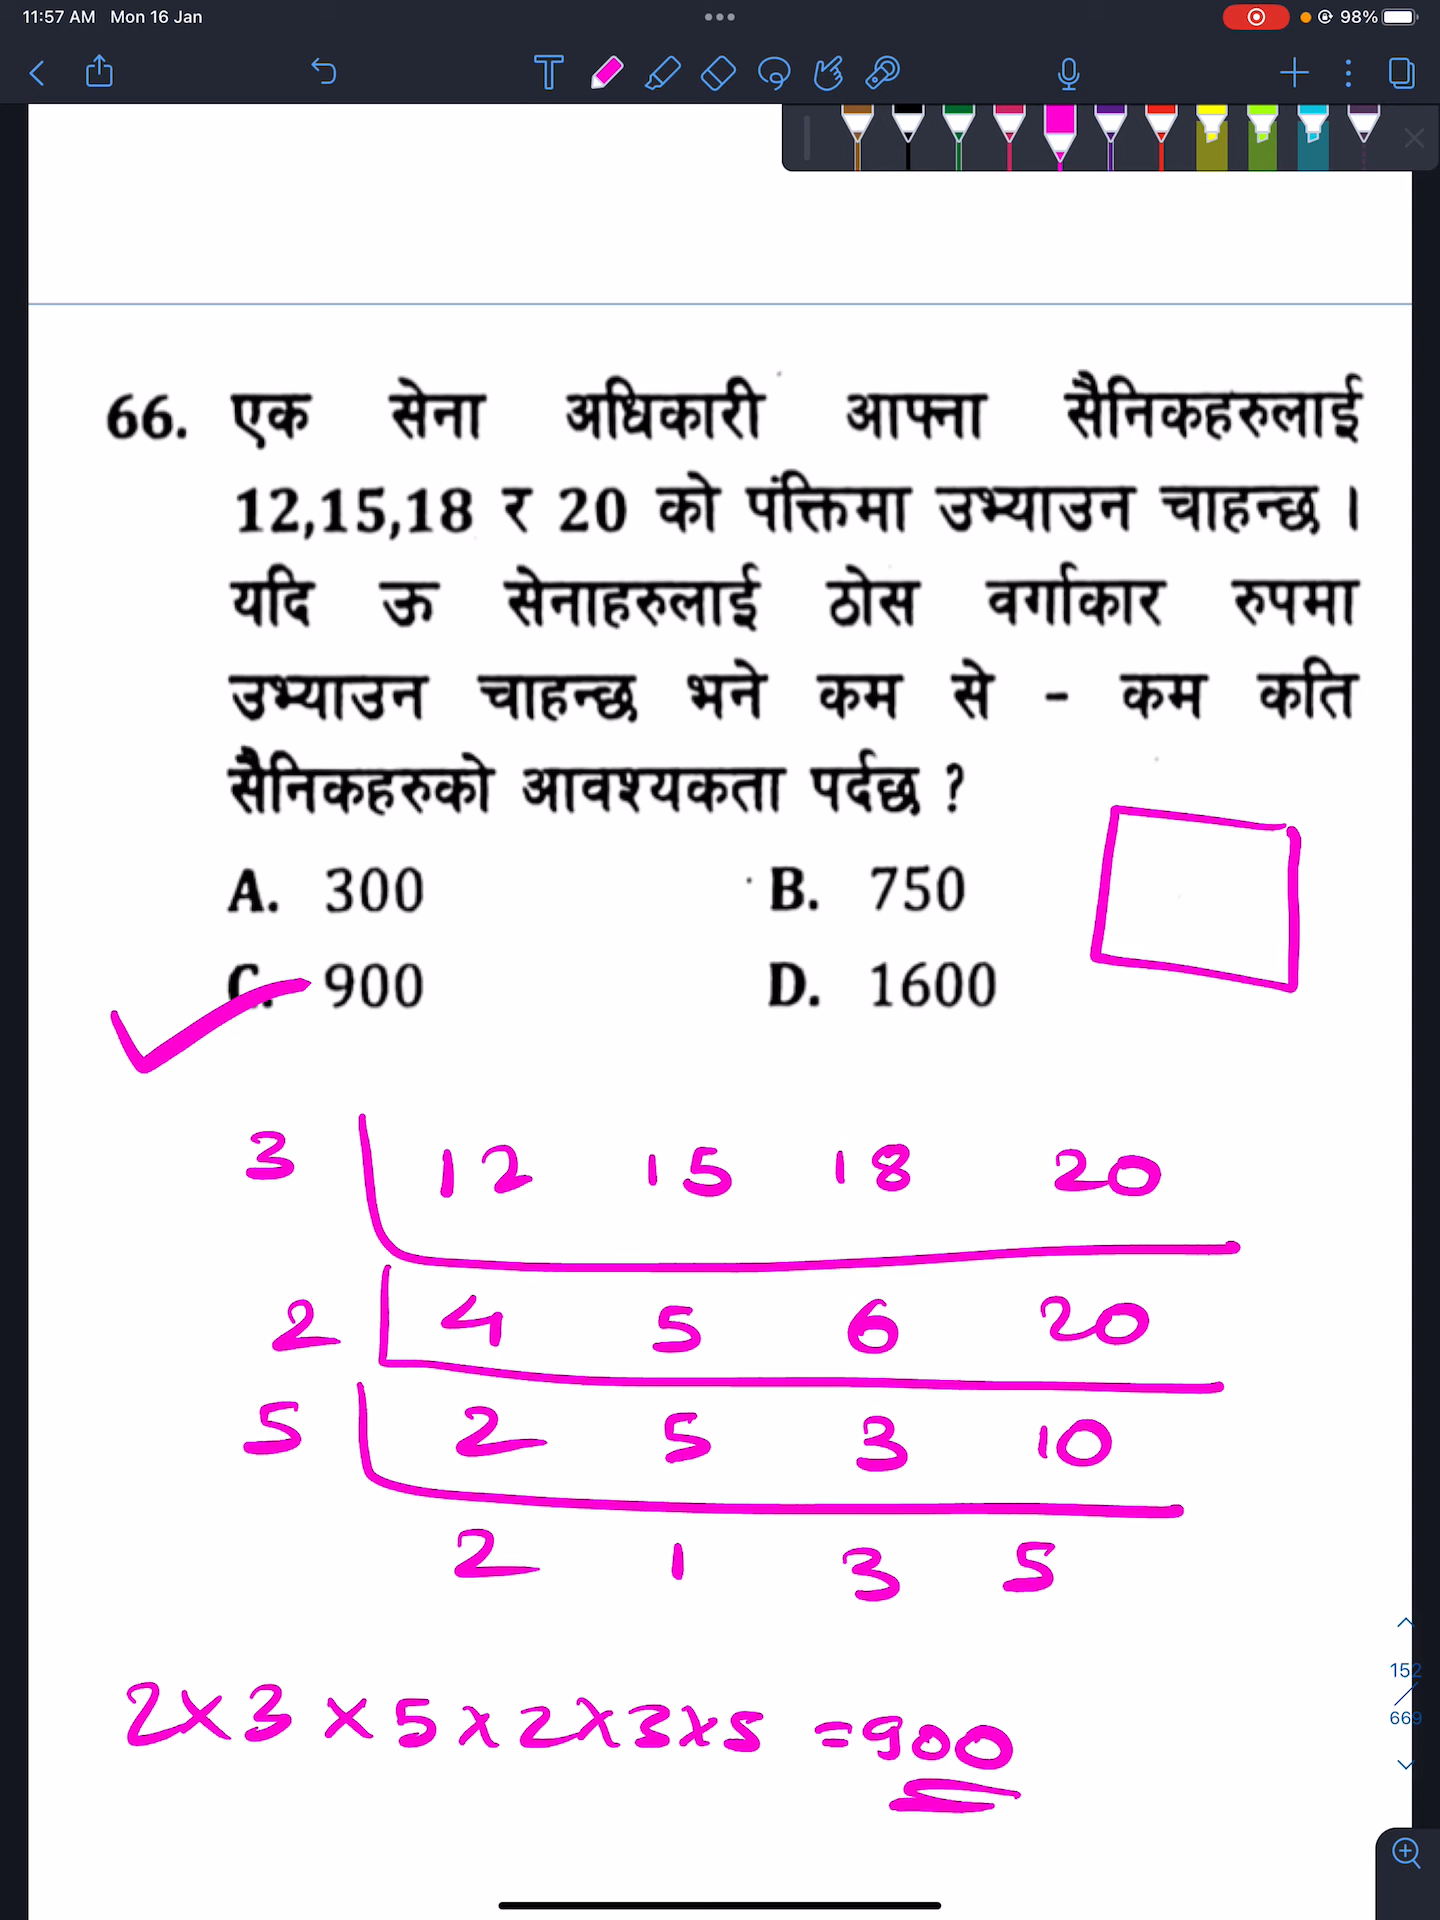 11:57 AM Mon 16 Jan
98%
66. एक सेना अधिकारी आफ्ना सैनिकहरुलाई
12,15,18 र 20 को पंक्तिमा उभ्याउन चाहन्छ ।
यदि ऊ सेनाहरुलाई ठोस वर्गाकार रुपमा
उभ्याउन चाहन्छ भने कम से - कम कति
सैनिकहरुको आवश्यकता पर्दछ ?
A. 300 B. 750
C. 900 D. 1600
3 12 15 18 20
2 4 5 6 20
5 2 5 3 10
2 1 3 5
152
669
2×3×5×2×3×5 =900